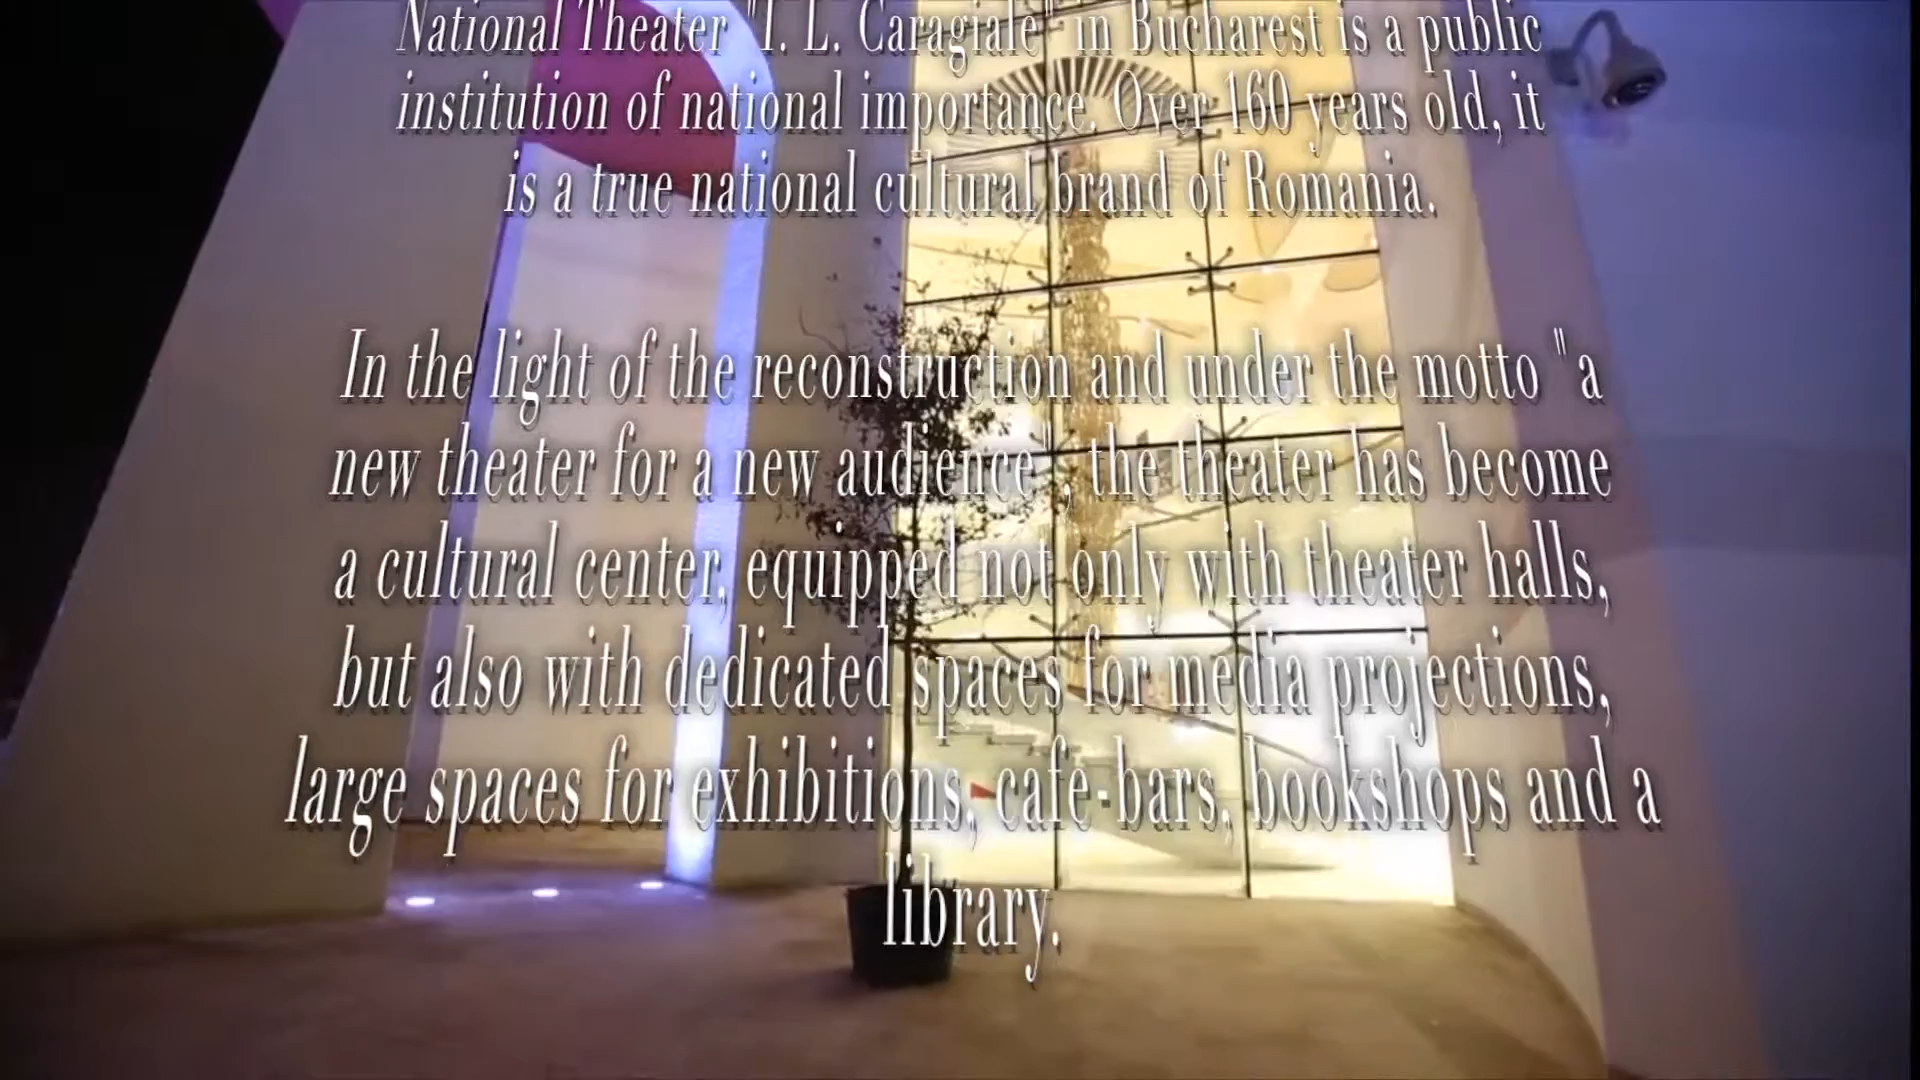 National Theater "I. L. Caragiale" in Bucharest is a public
institution of national importance. Over 160 years old, it
is a true national cultural brand of Romania.
In the light of the reconstruction and under the motto "a
new theater for a new audience", the theater has become
a cultural center, equipped not only with theater halls,
but also with dedicated spaces for media projections,
large spaces for exhibitions, cafe-bars, bookshops and a
library.